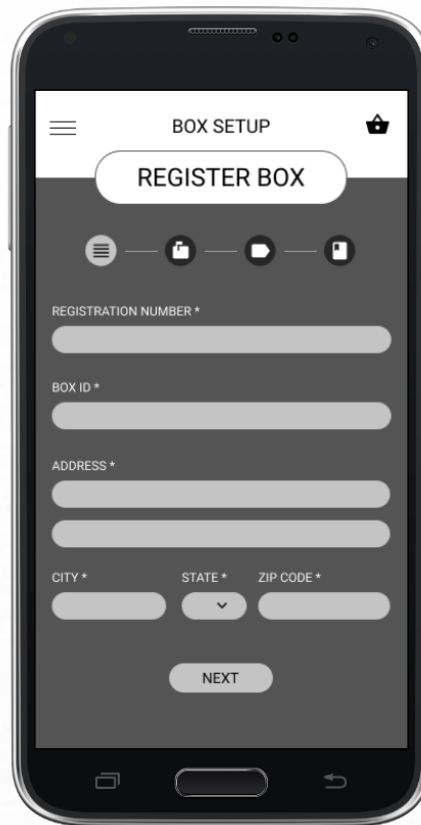 BOX SETUP
REGISTER BOX
REGISTRATION NUMBER *
BOX ID *
ADDRESS *
CITY * STATE * ZIP CODE *
NEXT